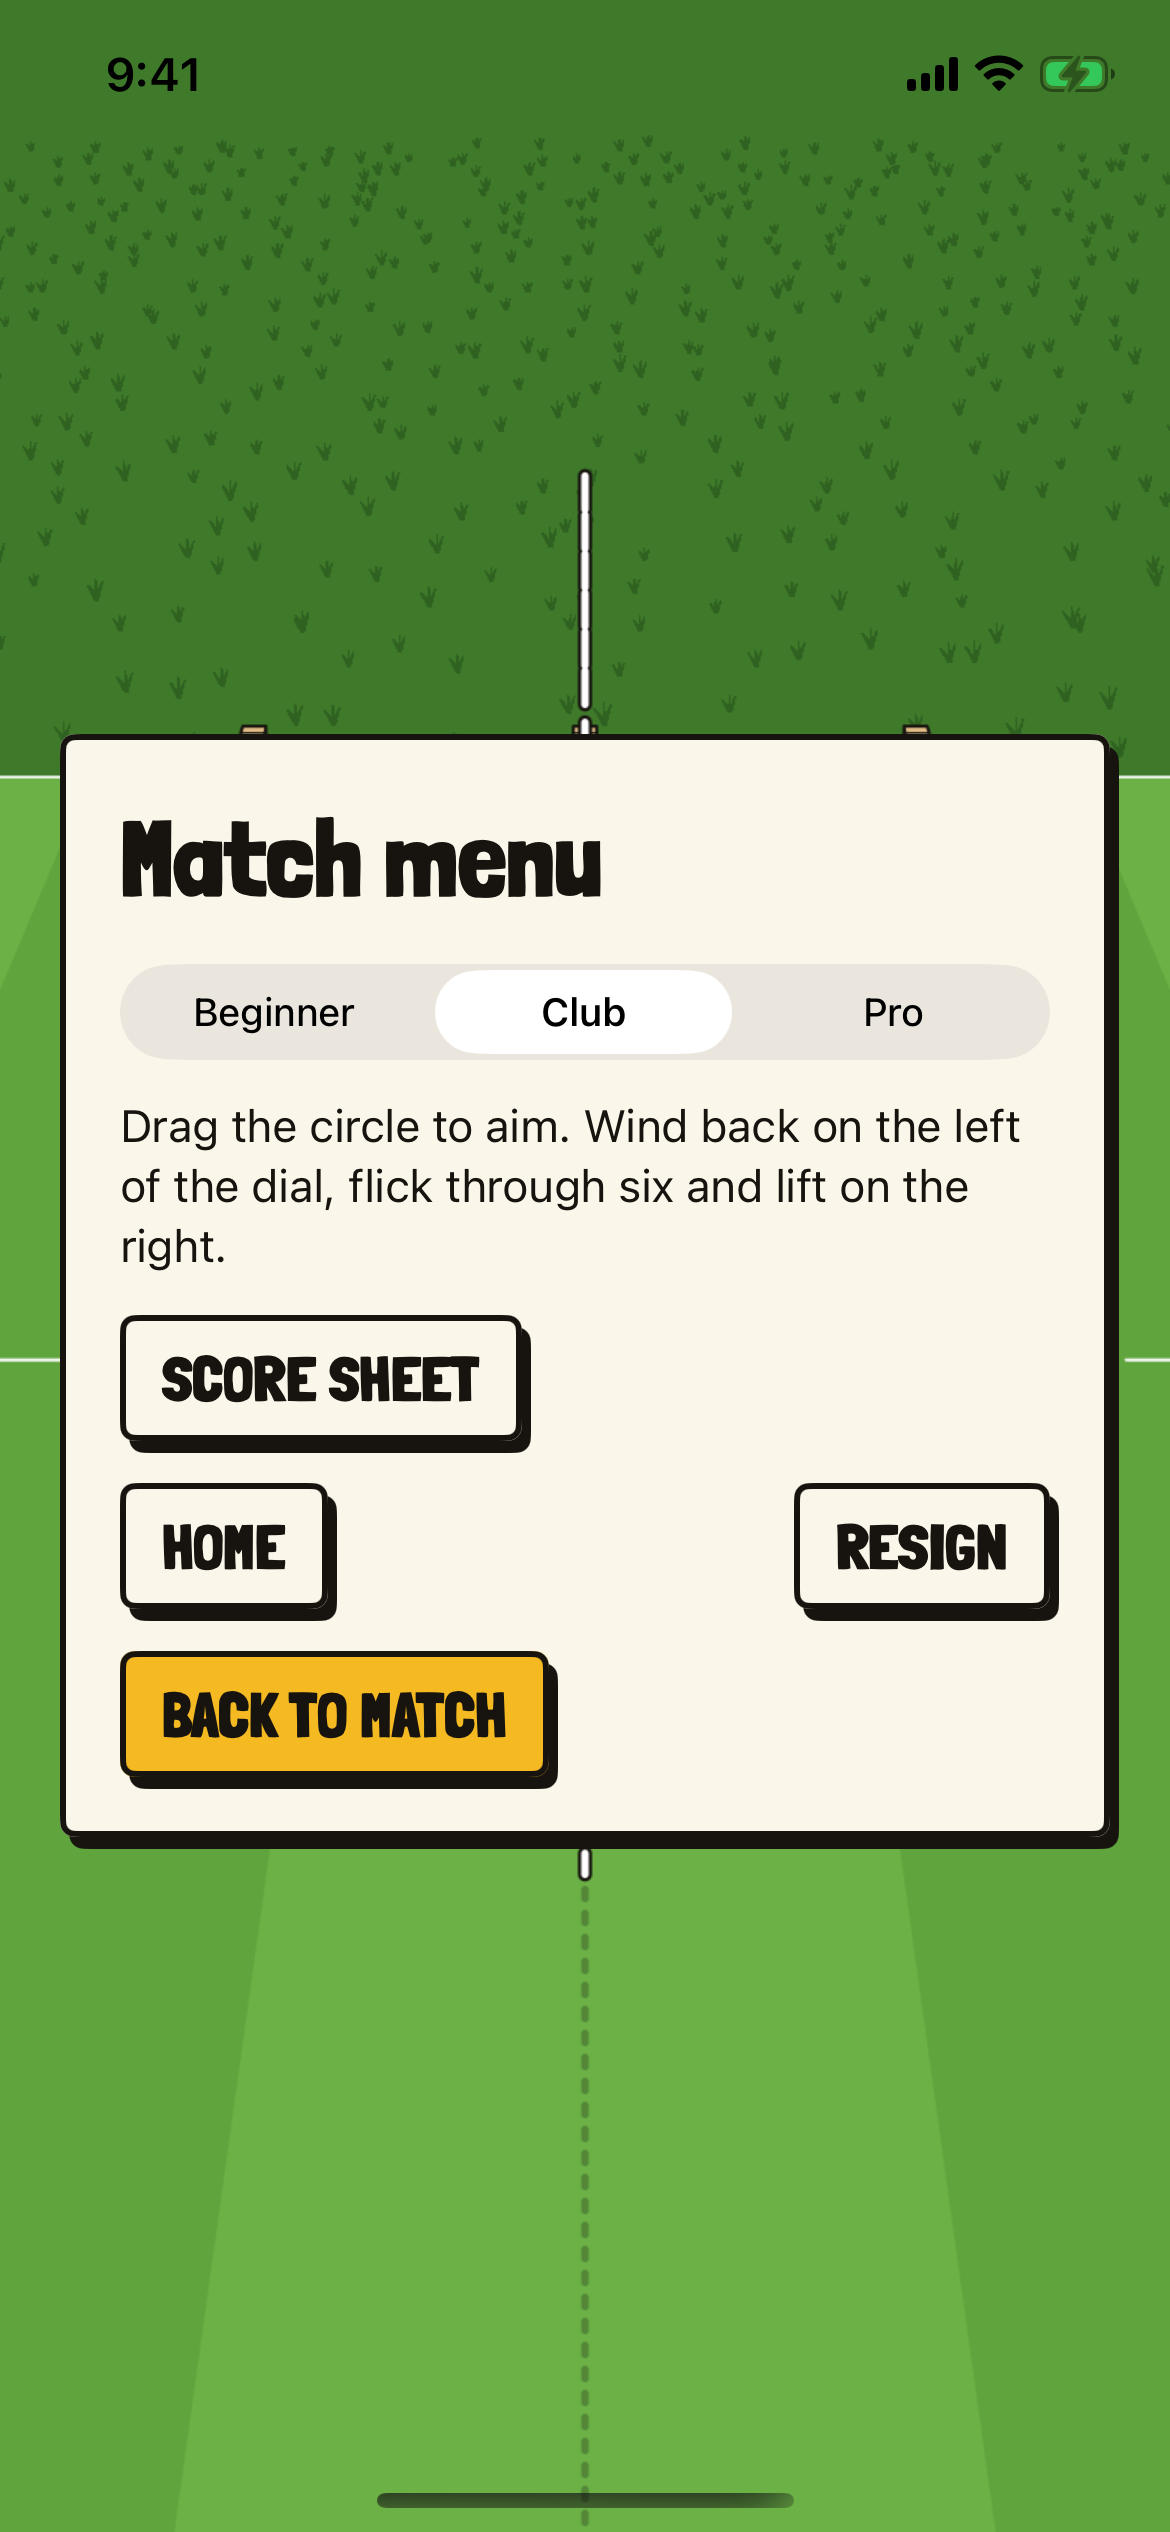 9:41
Match menu
Beginner Club Pro
Drag the circle to aim. Wind back on the left
of the dial, flick through six and lift on the
right.
SCORE SHEET
HOME RESIGN
BACK TO MATCH